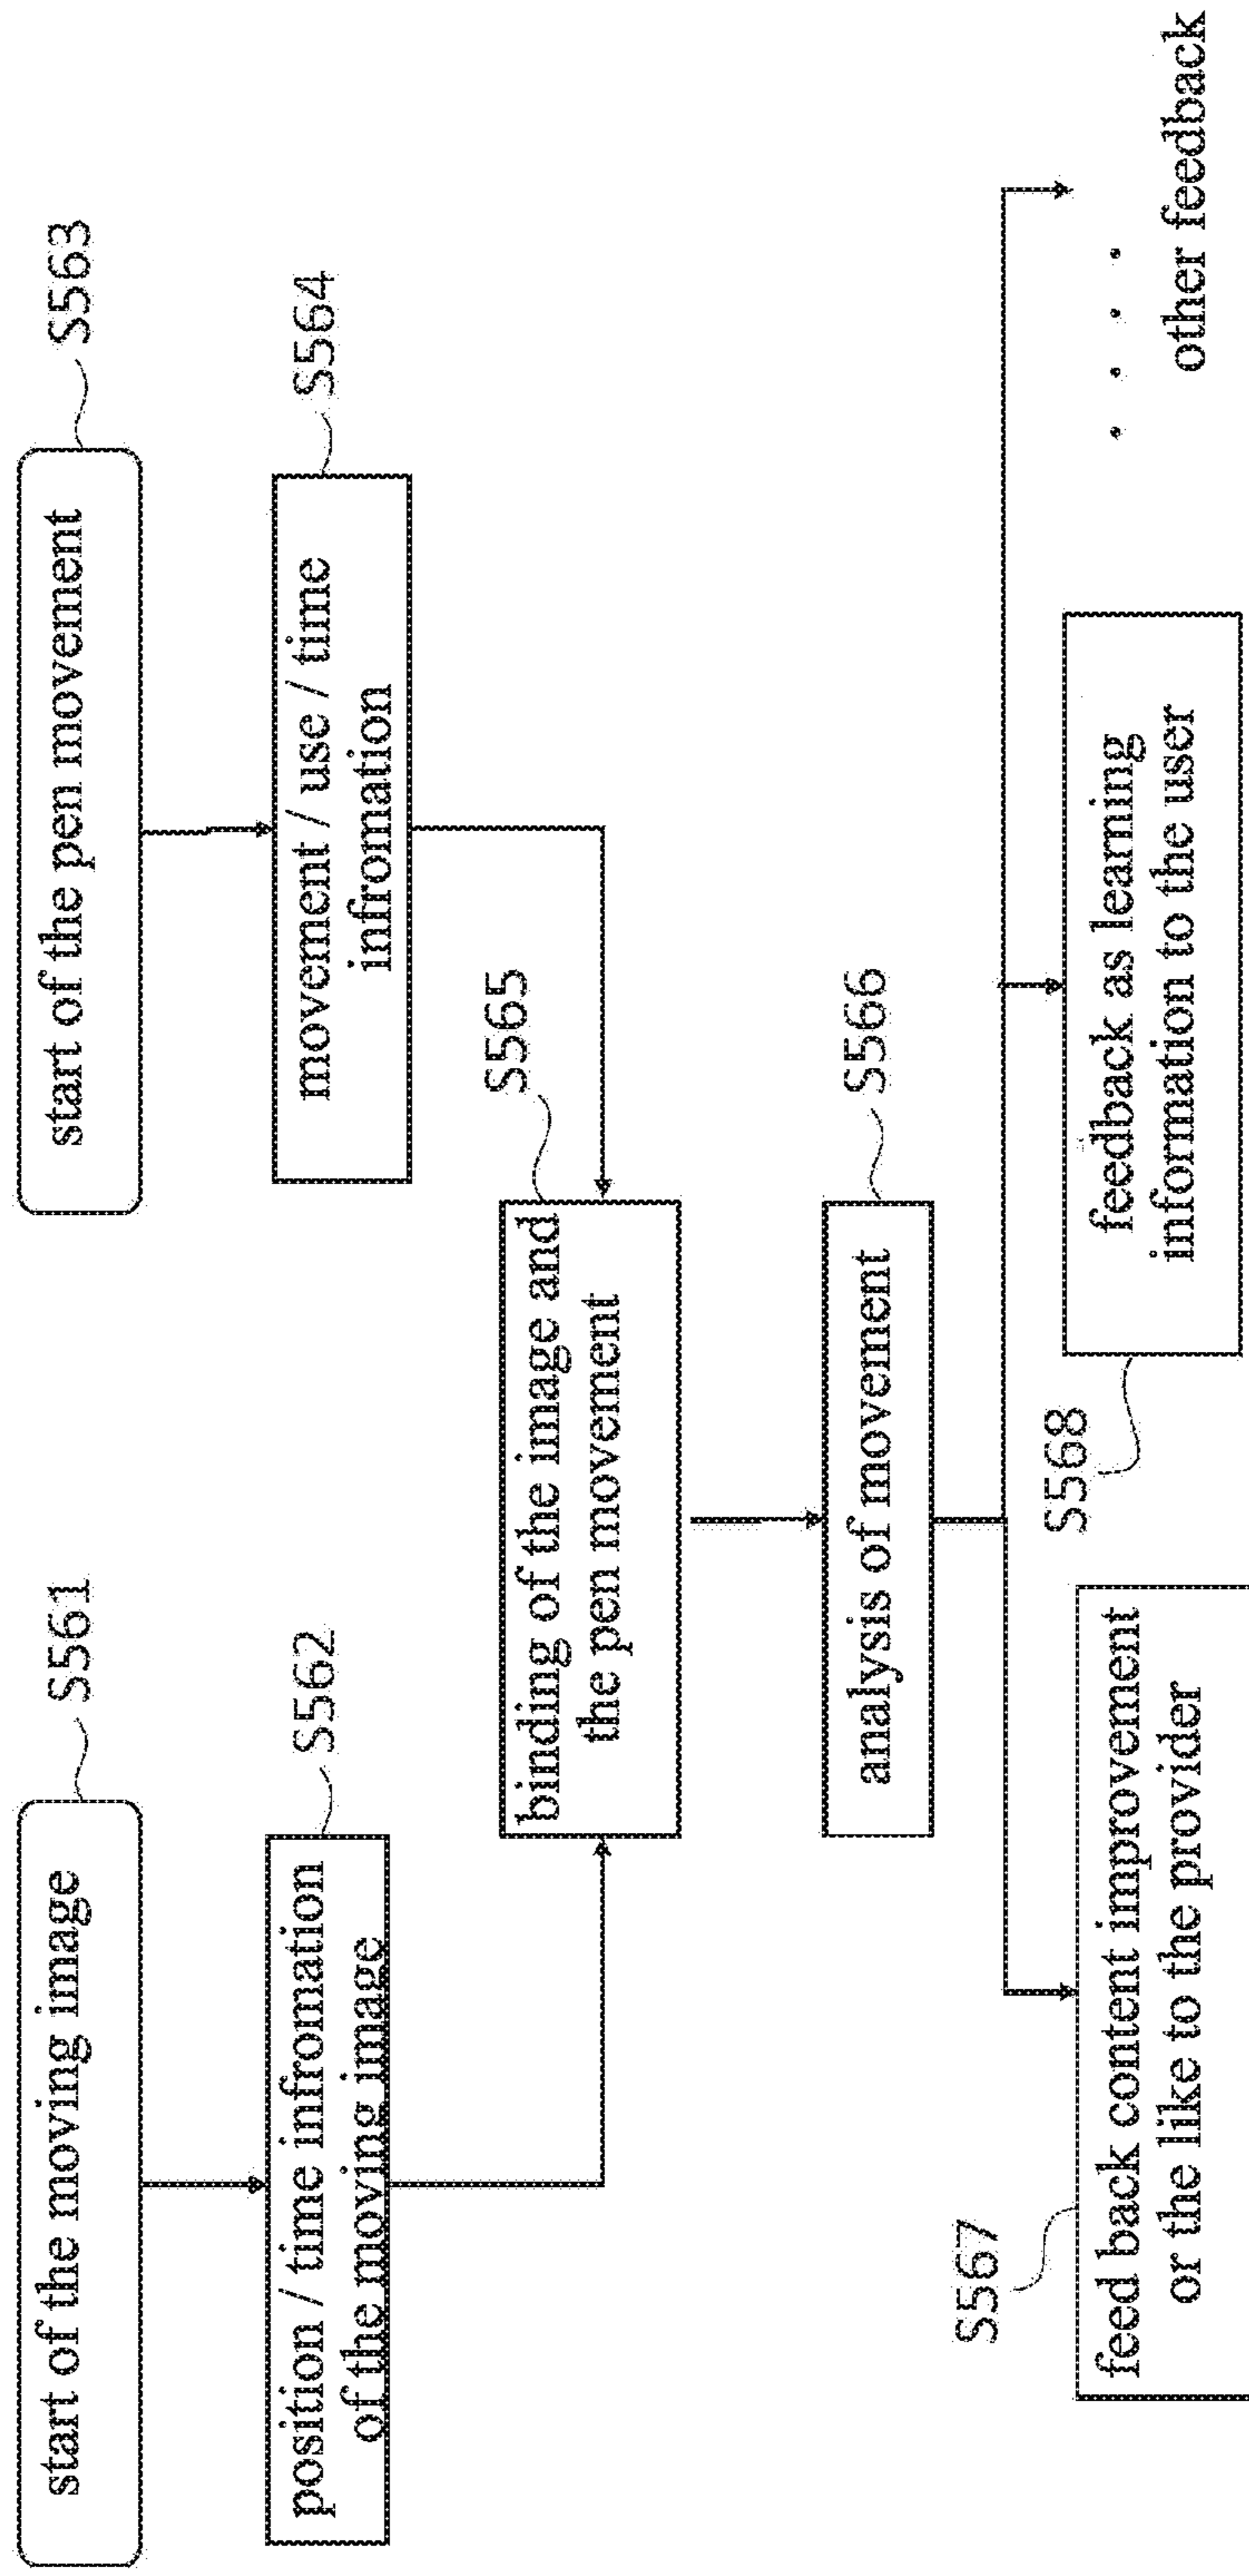 start of the moving image
S561
position / time infromation
of the moving image
S562
start of the pen movement
S563
movement / use / time
infromation
S564
binding of the image and
the pen movement
S565
analysis of movement
S566
feed back content improvement
or the like to the provider
S567
feedback as learning
information to the user
S568
. . . .
other feedback